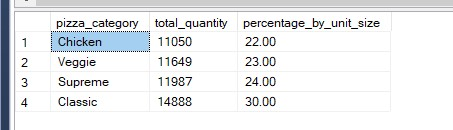 pizza_category total_quantity percentage_by_unit_size
1 Chicken 11050 22.00
2 Veggie 11649 23.00
3 Supreme 11987 24.00
4 Classic 14888 30.00